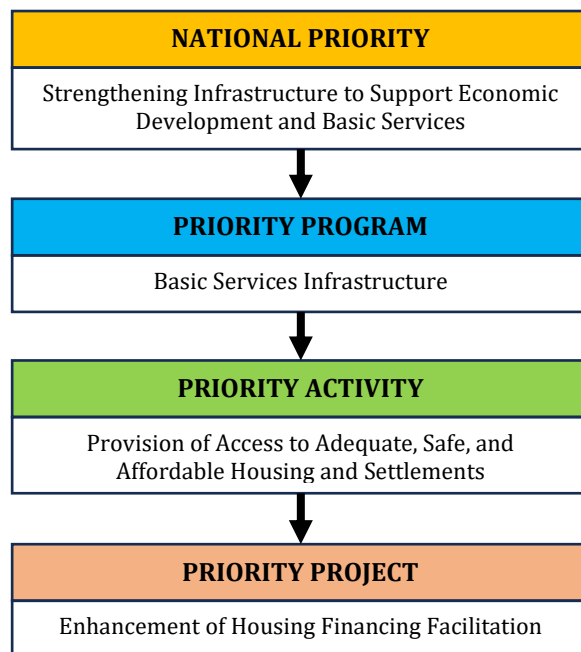 NATIONAL PRIORITY
Strengthening Infrastructure to Support Economic
Development and Basic Services
PRIORITY PROGRAM
Basic Services Infrastructure
PRIORITY ACTIVITY
Provision of Access to Adequate, Safe, and
Affordable Housing and Settlements
PRIORITY PROJECT
Enhancement of Housing Financing Facilitation